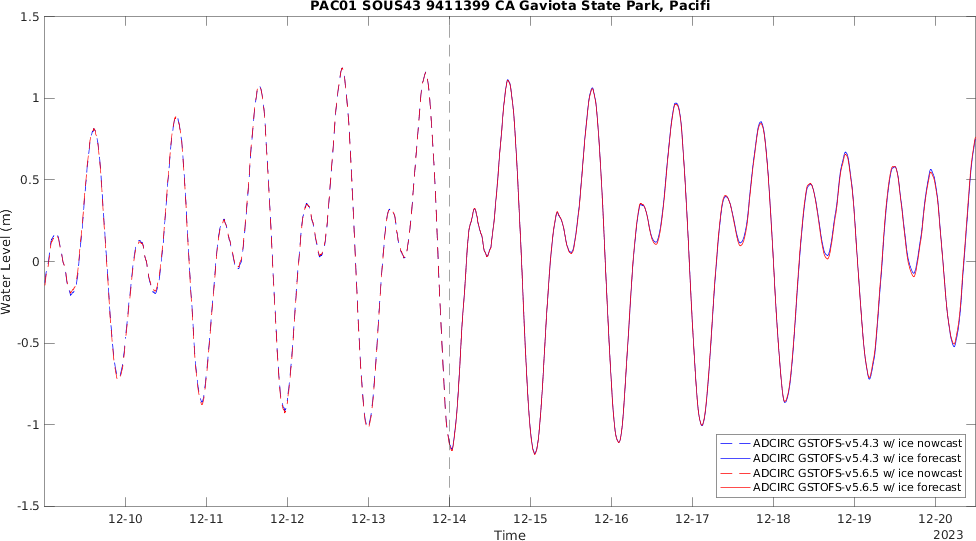 PAC01 SOUS43 9411399 CA Gaviota State Park, Pacifi
1.5
1
0.5
0
-0.5
-1
-1.5
Water Level (m)
12-10 12-11 12-12 12-13 12-14 12-15 12-16 12-17 12-18 12-19 12-20
Time
2023
ADCIRC GSTOFS-v5.4.3 w/ ice nowcast
ADCIRC GSTOFS-v5.4.3 w/ ice forecast
ADCIRC GSTOFS-v5.6.5 w/ ice nowcast
ADCIRC GSTOFS-v5.6.5 w/ ice forecast